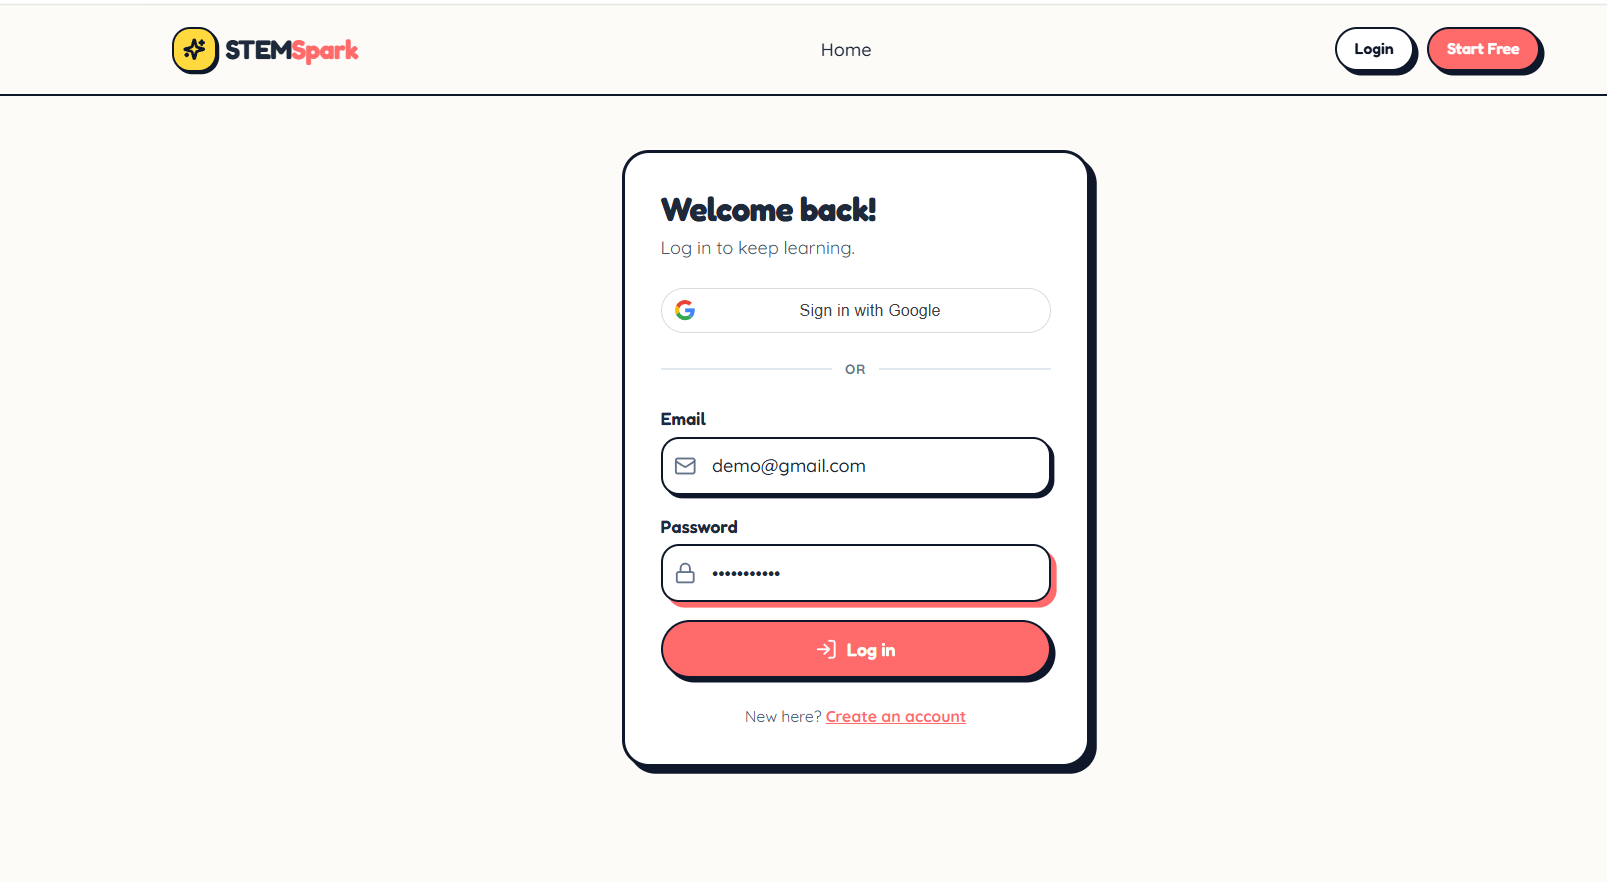 STEMSpark
Home
Login
Start Free
Welcome back!
Log in to keep learning.
Sign in with Google
OR
Email
demo@gmail.com
Password
•••••••••••
Log in
New here? Create an account